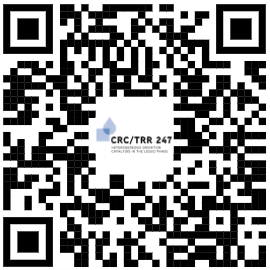 CRC/TRR 247
HETEROGENEOUS OXIDATION
CATALYSIS IN THE LIQUID PHASE